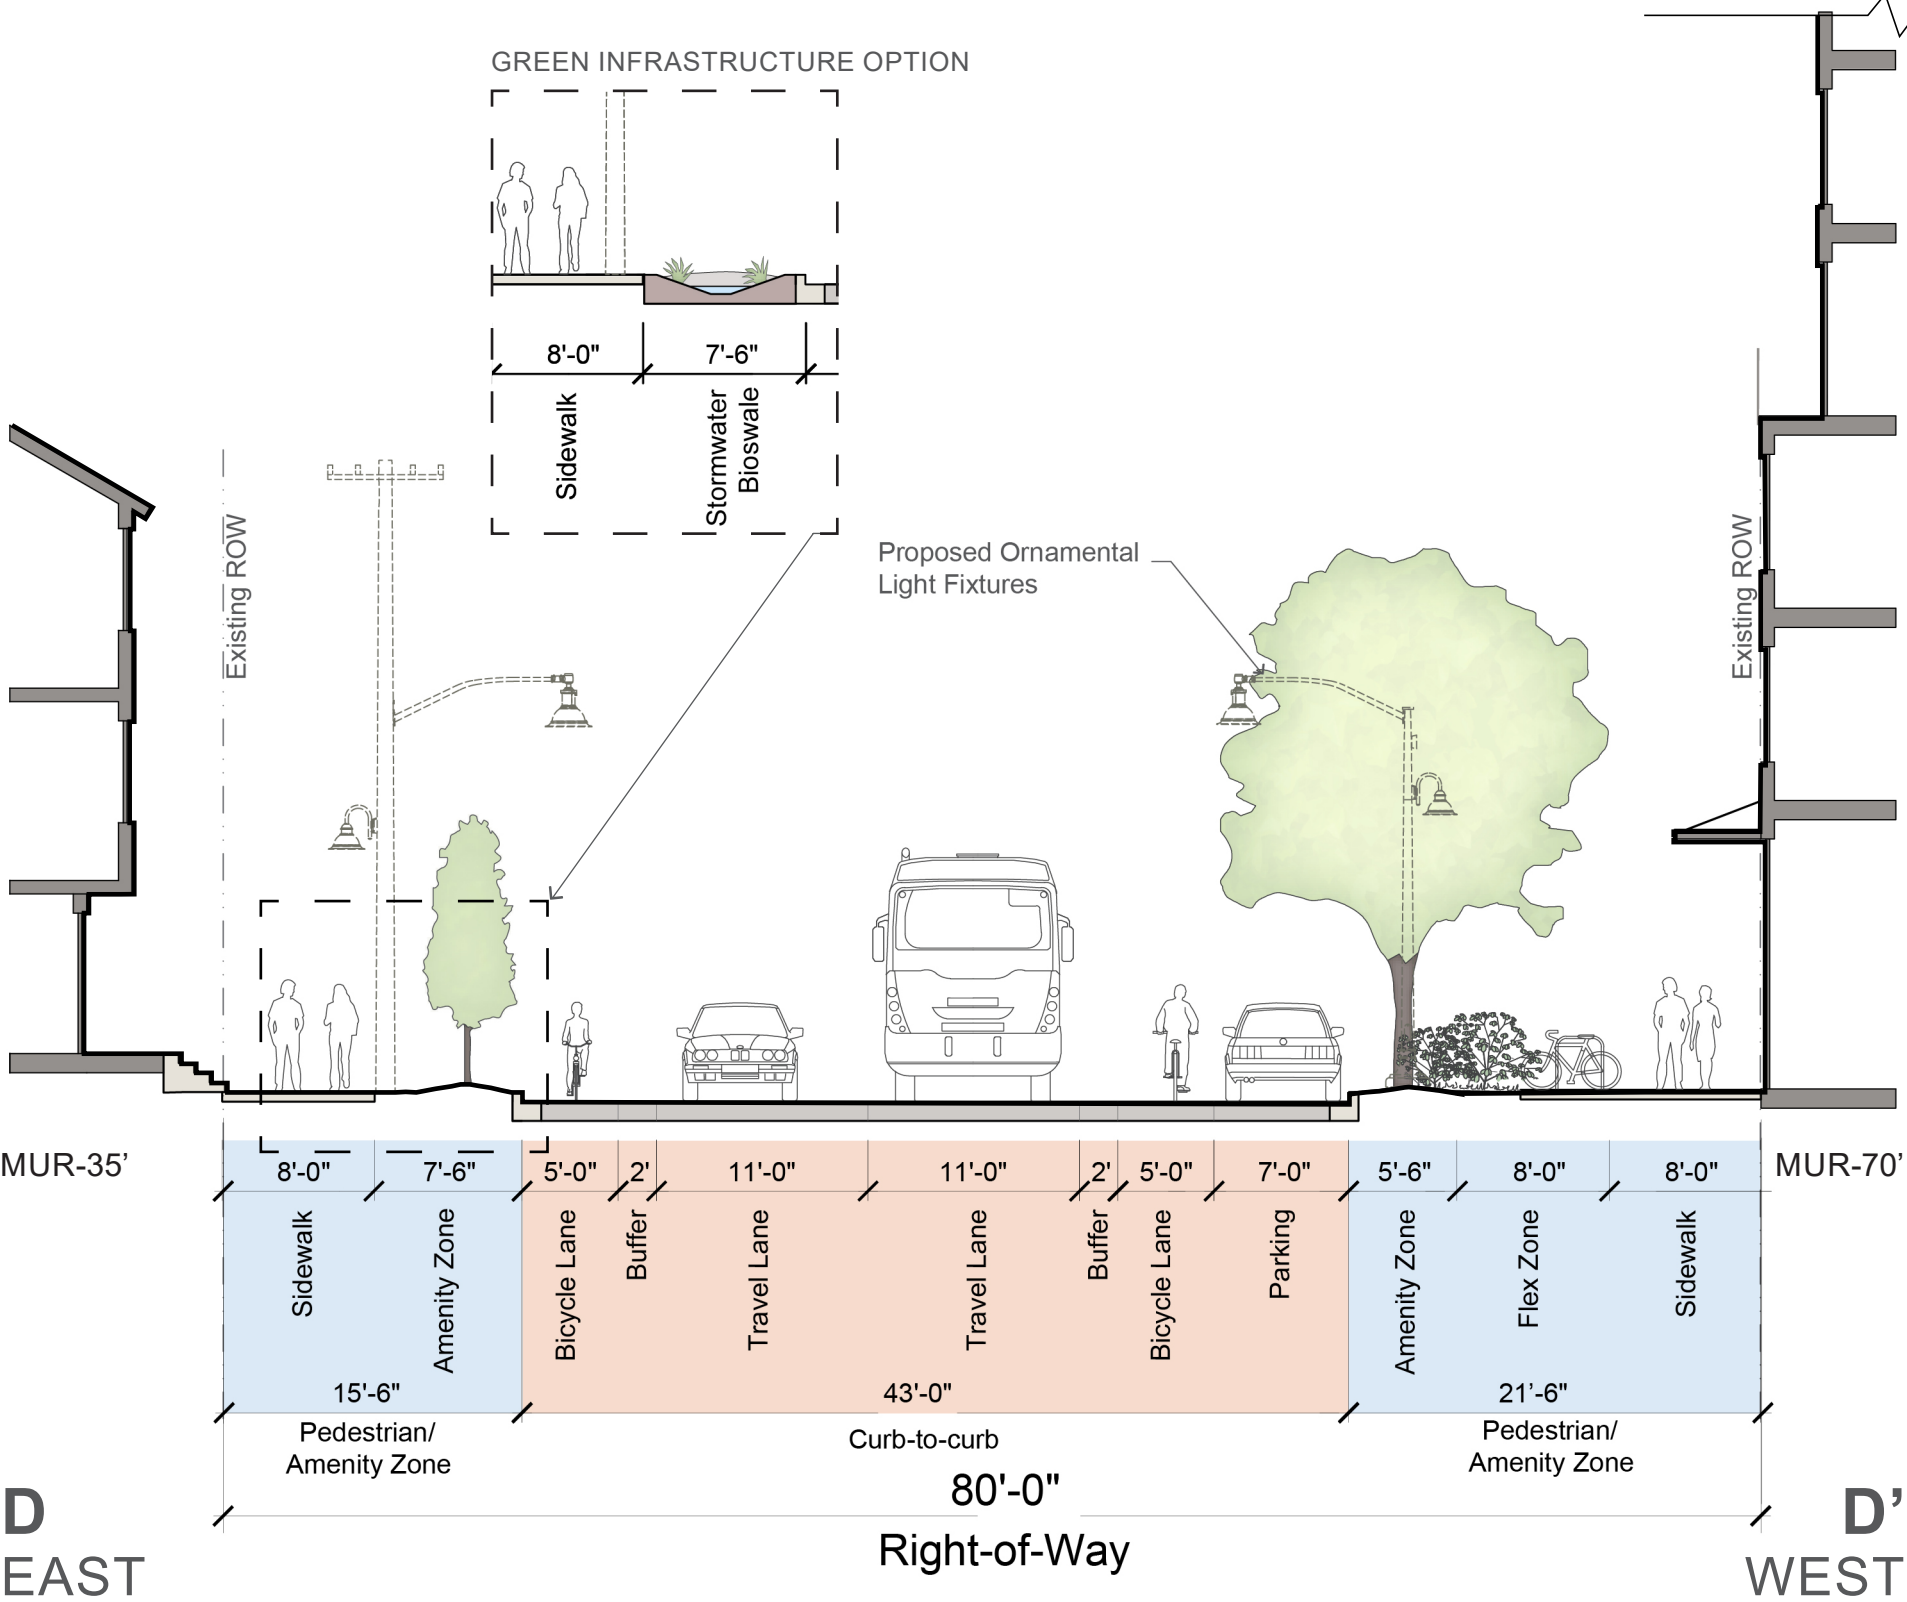 GREEN INFRASTRUCTURE OPTION
8'-0"
7'-6"
Sidewalk
Stormwater
Bioswale
Existing ROW
Proposed Ornamental
Light Fixtures
Existing ROW
MUR-35’
8'-0"
7'-6"
5'-0"
2'
11'-0"
11'-0"
2'
5'-0"
7'-0"
5'-6"
8'-0"
8'-0"
MUR-70’
Sidewalk
Amenity Zone
Bicycle Lane
Buffer
Travel Lane
Travel Lane
Buffer
Bicycle Lane
Parking
Amenity Zone
Flex Zone
Sidewalk
15'-6"
43'-0"
21’-6"
Pedestrian/
Amenity Zone
Curb-to-curb
Pedestrian/
Amenity Zone
80'-0"
Right-of-Way
D
EAST
D’
WEST